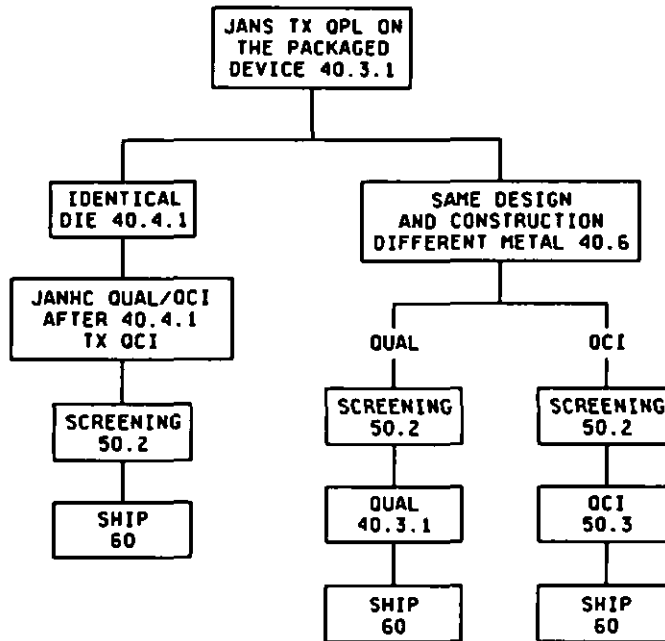 JANS TX QPL ON
THE PACKAGED
DEVICE 40.3.1
IDENTICAL
DIE 40.4.1
SAME DESIGN
AND CONSTRUCTION
DIFFERENT METAL 40.6
JANHC QUAL/QCI
AFTER 40.4.1
TX QCI
QUAL
QCI
SCREENING
50.2
SCREENING
50.2
SCREENING
50.2
SHIP
60
QUAL
40.3.1
QCI
50.3
SHIP
60
SHIP
60